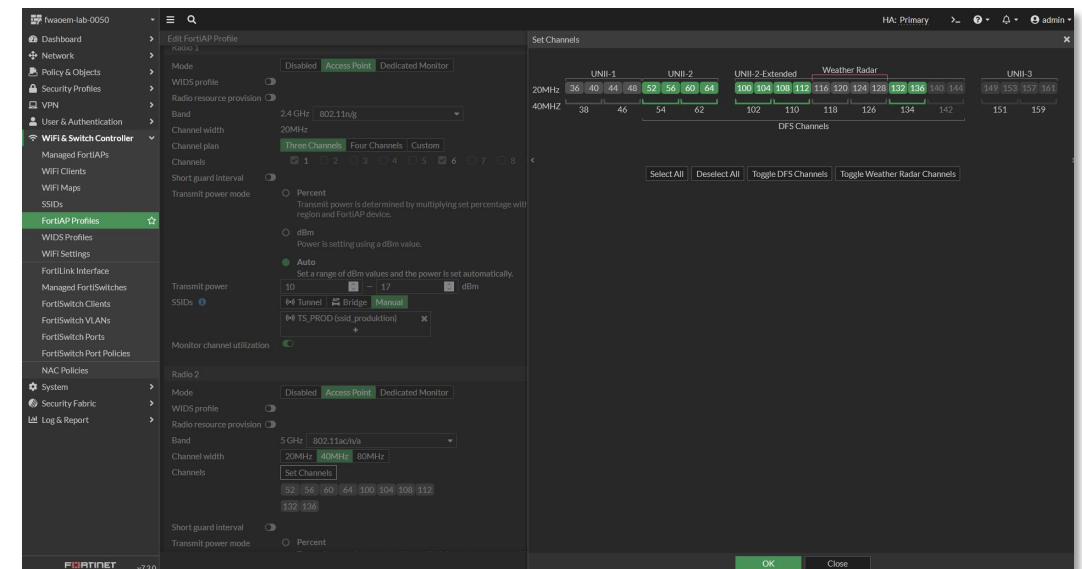 fwaoem-lab-0050
HA: Primary
admin
Dashboard
Network
Policy & Objects
Security Profiles
VPN
User & Authentication
WiFi & Switch Controller
Managed FortiAPs
WiFi Clients
WiFi Maps
SSIDs
FortiAP Profiles
WIDS Profiles
WiFi Settings
FortiLink Interface
Managed FortiSwitches
FortiSwitch Clients
FortiSwitch VLANs
FortiSwitch Ports
FortiSwitch Port Policies
NAC Policies
System
Security Fabric
Log & Report
FORTINET v7.2.0
Edit FortiAP Profile
Radio 1
Mode Disabled Access Point Dedicated Monitor
WIDS profile
Radio resource provision
Band 2.4 GHz 802.11n/g
Channel width 20MHz
Channel plan Three Channels Four Channels Custom
Channels 1 2 3 4 5 6 7 8
Short guard interval
Transmit power mode Percent
Transmit power is determined by multiplying set percentage with
region and FortiAP device.
dBm
Power is setting using a dBm value.
Auto
Set a range of dBm values and the power is set automatically.
Transmit power 10 – 17 dBm
SSIDs Tunnel Bridge Manual
TS_PROD (ssid_produktion)
+
Monitor channel utilization
Radio 2
Mode Disabled Access Point Dedicated Monitor
WIDS profile
Radio resource provision
Band 5 GHz 802.11ac/n/a
Channel width 20MHz 40MHz 80MHz
Channels Set Channels
52 56 60 64 100 104 108 112
132 136
Short guard interval
Transmit power mode Percent
Set Channels
UNII-1 UNII-2 UNII-2-Extended Weather Radar UNII-3
20MHz 36 40 44 48 52 56 60 64 100 104 108 112 116 120 124 128 132 136 140 144 149 153 157 161
40MHZ 38 46 54 62 102 110 118 126 134 142 151 159
DFS Channels
Select All Deselect All Toggle DFS Channels Toggle Weather Radar Channels
OK Close